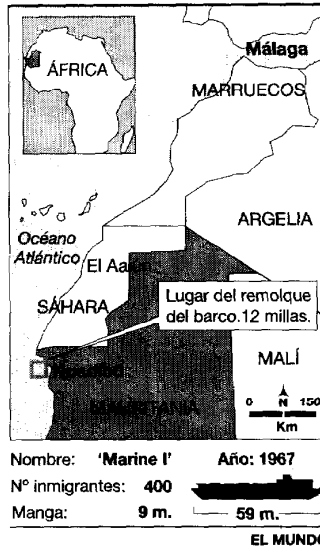 ÁFRICA
Málaga
MARRUECOS
ARGELIA
Océano
Atlántico
El Aaiún
SÁHARA
Lugar del remolque
del barco. 12 millas.
MALÍ
MAURITANIA
0 N 150
Km
Nombre: 'Marine I' Año: 1967
Nº inmigrantes: 400
Manga: 9 m. 59 m.
EL MUNDO